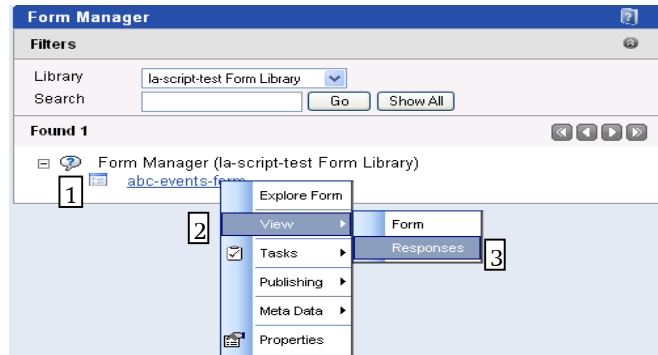 Form Manager
Filters
Library la-script-test Form Library
Search Go Show All
Found 1
Form Manager (la-script-test Form Library)
1 abc-events-form
Explore Form
2 View Form
Tasks Responses 3
Publishing
Meta Data
Properties